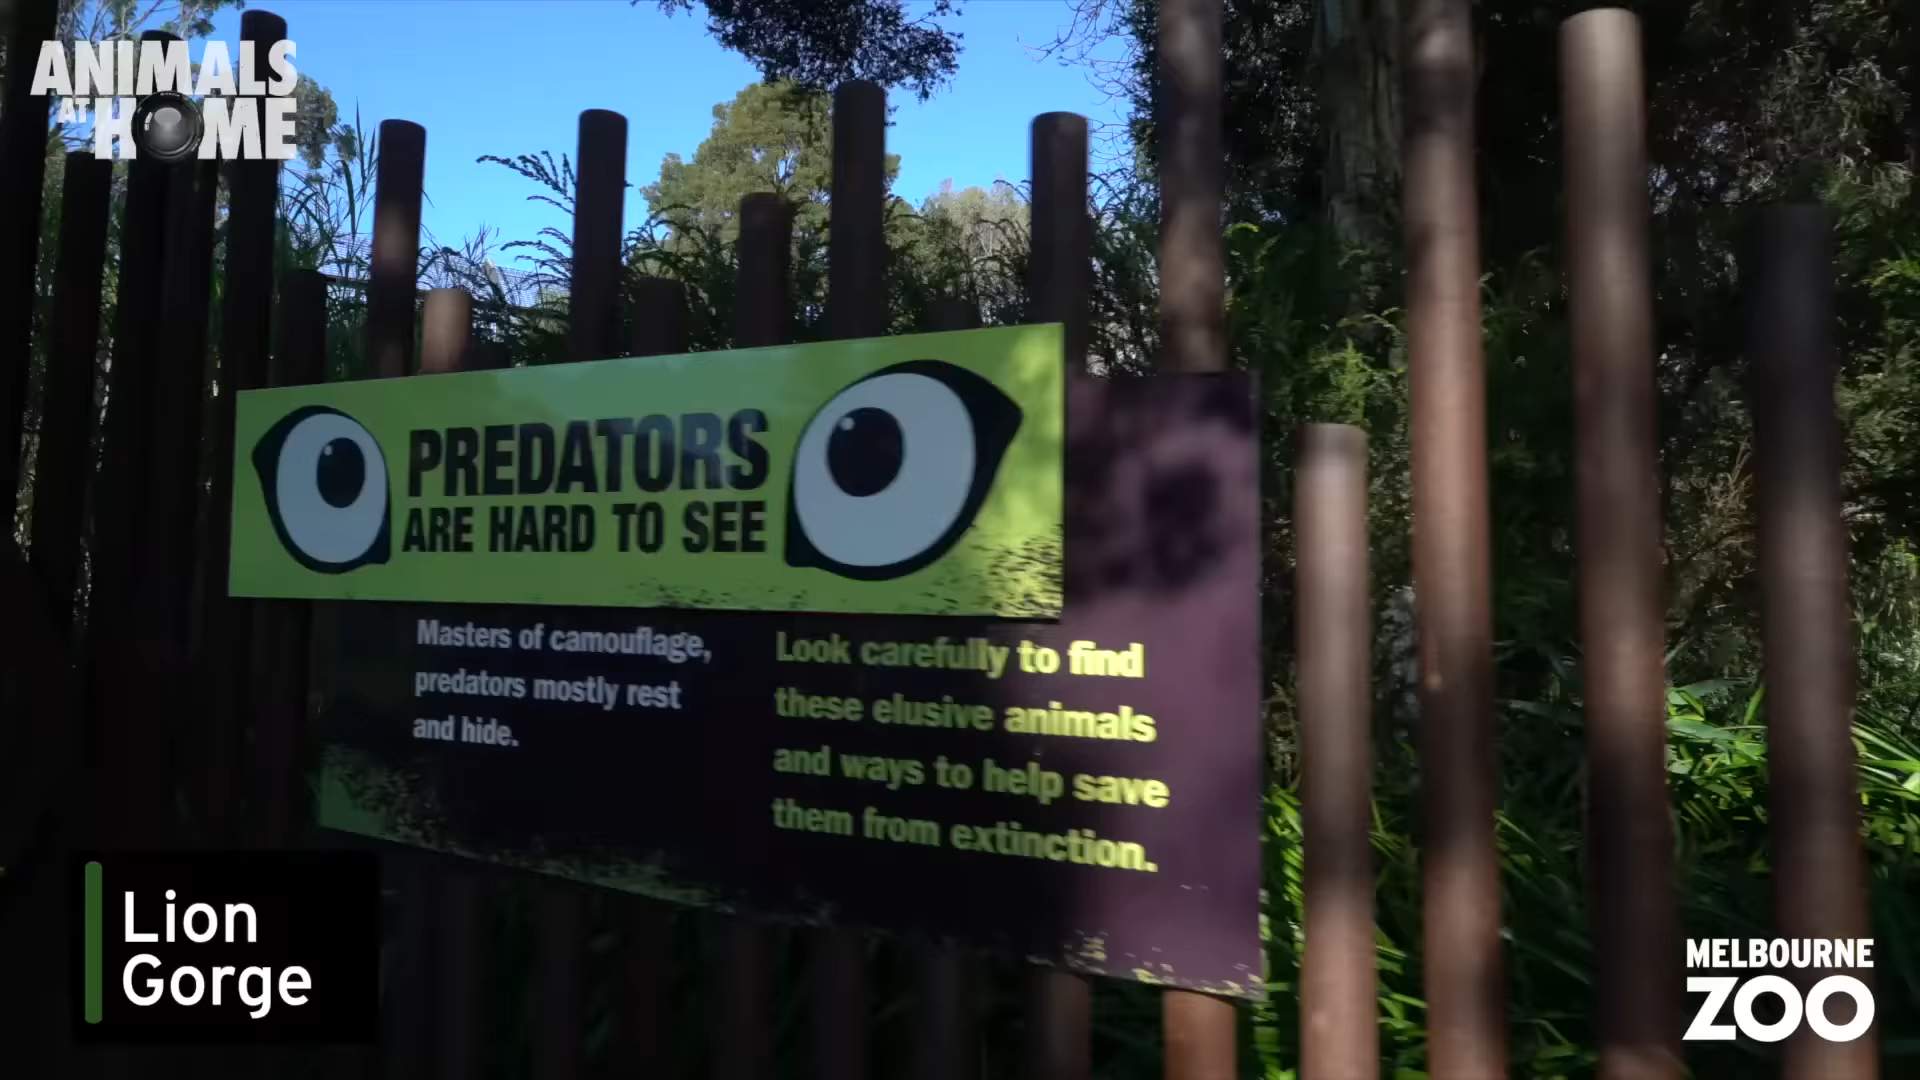 ANIMALS
AT HOME
PREDATORS
ARE HARD TO SEE
Masters of camouflage,
predators mostly rest
and hide.
Look carefully to find
these elusive animals
and ways to help save
them from extinction.
Lion
Gorge
MELBOURNE
ZOO